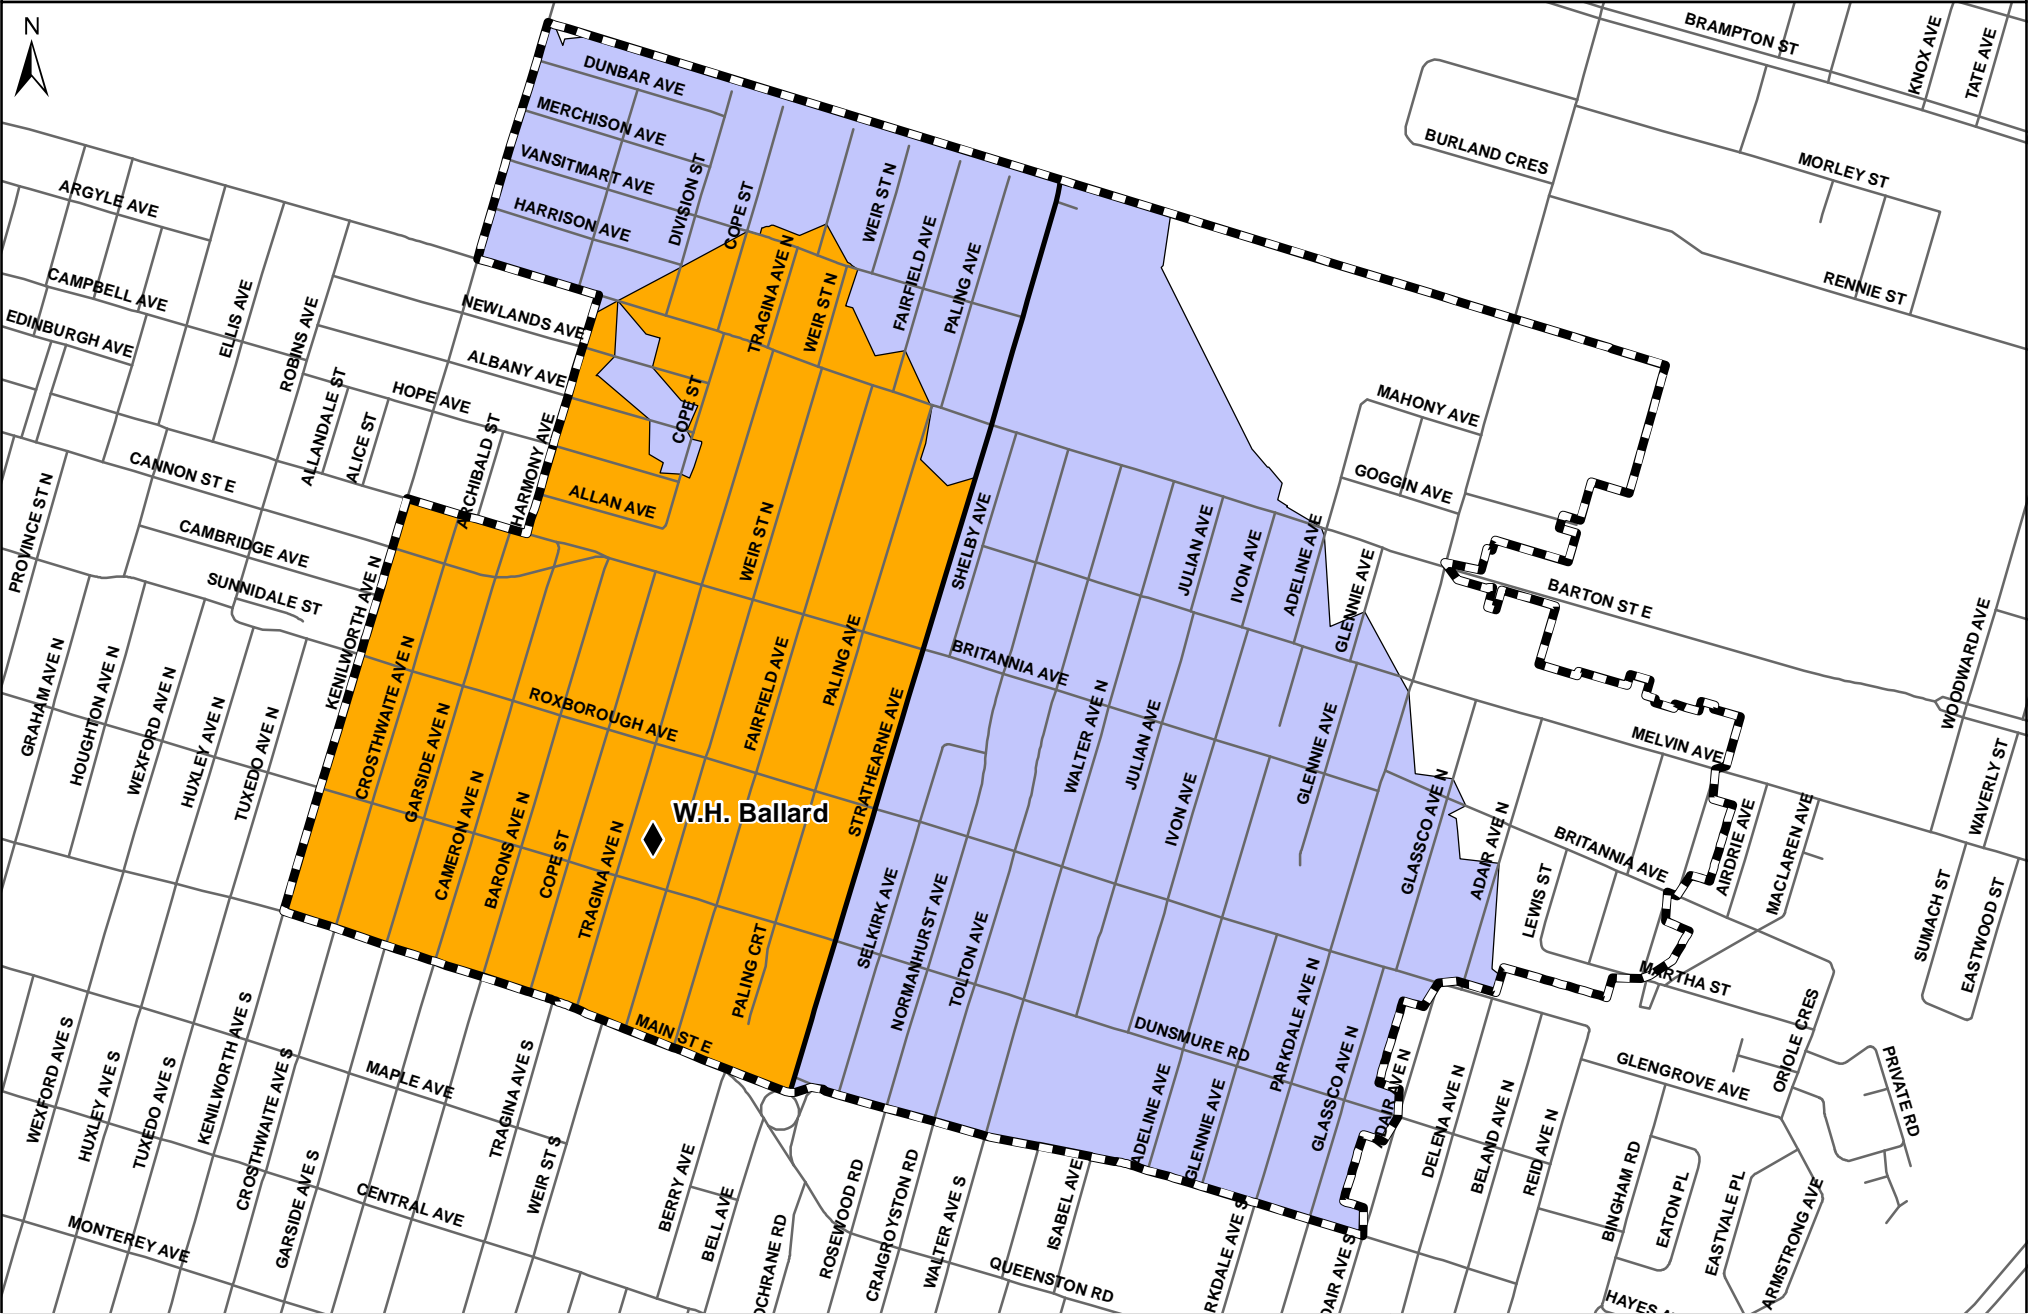 N
BRAMPTON ST
KNOX AVE
TATE AVE
DUNBAR AVE
MERCHISON AVE
VANSITMART AVE
HARRISON AVE
DIVISION ST
COPE ST
WEIR ST N
FAIRFIELD AVE
PALING AVE
TRAGINA AVE N
WEIR ST N
BURLAND CRES
MORLEY ST
RENNIE ST
ARGYLE AVE
CAMPBELL AVE
EDINBURGH AVE
ELLIS AVE
ROBINS AVE
NEWLANDS AVE
ALBANY AVE
HOPE AVE
ALLANDALE ST
ALICE ST
ARCHIBALD ST
HARMONY AVE
COPE ST
ALLAN AVE
MAHONY AVE
GOGGIN AVE
CANNON ST E
CAMBRIDGE AVE
SUNNIDALE ST
PROVINCE ST N
KENILWORTH AVE N
WEIR ST N
SHELBY AVE
JULIAN AVE
IVON AVE
ADELINE AVE
GLENNIE AVE
BARTON ST E
WOODWARD AVE
GRAHAM AVE N
HOUGHTON AVE N
WEXFORD AVE N
HUXLEY AVE N
TUXEDO AVE N
CROSTHWAITE AVE N
GARSIDE AVE N
CAMERON AVE N
BARONS AVE N
COPE ST
TRAGINA AVE N
ROXBOROUGH AVE
FAIRFIELD AVE
PALING AVE
STRATHEARNE AVE
BRITANNIA AVE
WALTER AVE N
JULIAN AVE
IVON AVE
GLENNIE AVE
GLASSCO AVE N
ADAIR AVE N
MELVIN AVE
BRITANNIA AVE
AIRDRIE AVE
MACLAREN AVE
WAVERLY ST
W.H. Ballard
LEWIS ST
SUMACH ST
EASTWOOD ST
SELKIRK AVE
NORMANHURST AVE
TOLTON AVE
PALING CRT
MARTHA ST
MAIN ST E
DUNSMURE RD
PARKDALE AVE N
GLASSCO AVE N
ADAIR AVE N
ADELINE AVE
GLENNIE AVE
DELENA AVE N
BELAND AVE N
REID AVE N
GLENGROVE AVE
ORIOLE CRES
PRIVATE RD
WEXFORD AVE S
HUXLEY AVE S
TUXEDO AVE S
KENILWORTH AVE S
CROSTHWAITE AVE S
GARSIDE AVE S
MAPLE AVE
CENTRAL AVE
MONTEREY AVE
TRAGINA AVE S
WEIR ST S
BERRY AVE
BELL AVE
OCHRANE RD
ROSEWOOD RD
CRAIGROYSTON RD
WALTER AVE S
ISABEL AVE
QUEENSTON RD
RKDALE AVE S
DAIR AVE S
BINGHAM RD
EATON PL
EASTVALE PL
ARMSTRONG AVE
HAYES A